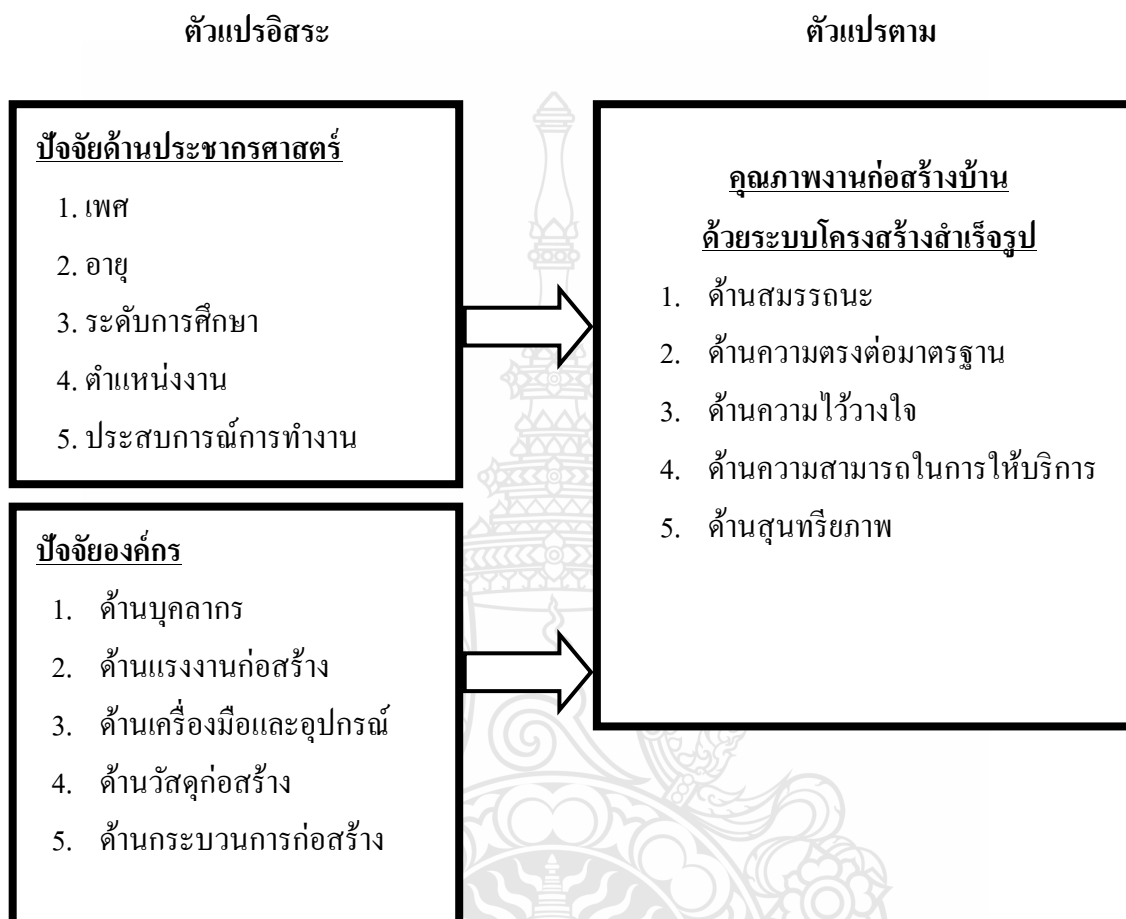 ตัวแปรอิสระ
ตัวแปรตาม
ปัจจัยด้านประชากรศาสตร์
1. เพศ
2. อายุ
3. ระดับการศึกษา
4. ตำแหน่งงาน
5. ประสบการณ์การทำงาน
ปัจจัยองค์กร
1. ด้านบุคลากร
2. ด้านแรงงานก่อสร้าง
3. ด้านเครื่องมือและอุปกรณ์
4. ด้านวัสดุก่อสร้าง
5. ด้านกระบวนการก่อสร้าง
คุณภาพงานก่อสร้างบ้าน
ด้วยระบบโครงสร้างสำเร็จรูป
1. ด้านสมรรถนะ
2. ด้านความตรงต่อมาตรฐาน
3. ด้านความไว้วางใจ
4. ด้านความสามารถในการให้บริการ
5. ด้านสุนทรียภาพ